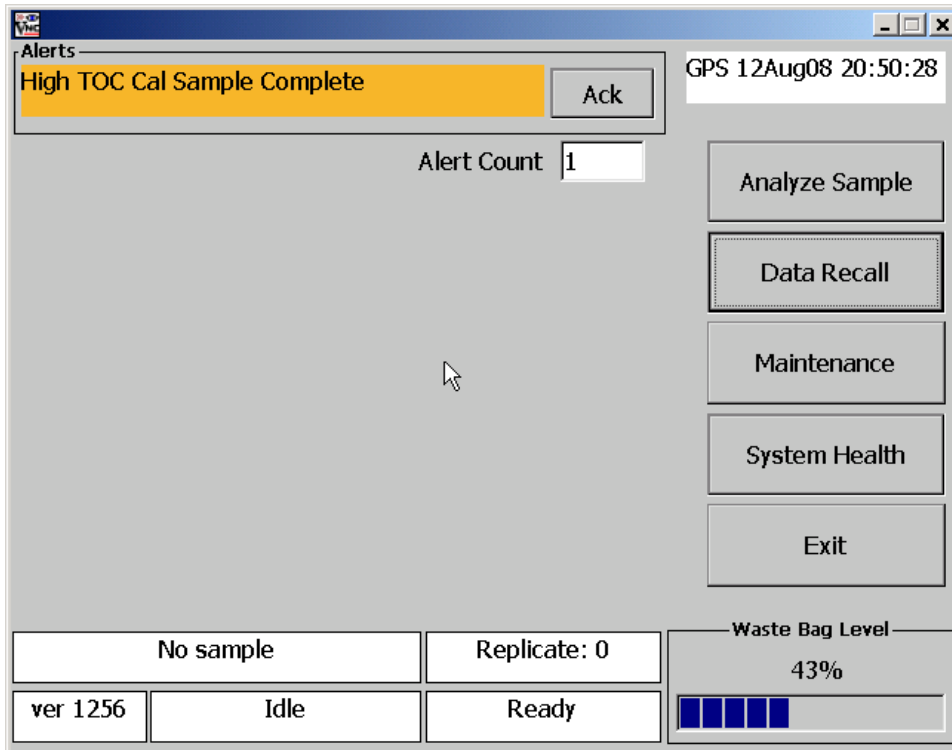 VNC
Alerts
High TOC Cal Sample Complete
Ack
GPS 12Aug08 20:50:28
Alert Count 1
Analyze Sample
Data Recall
Maintenance
System Health
Exit
No sample
Replicate: 0
Waste Bag Level
43%
ver 1256
Idle
Ready